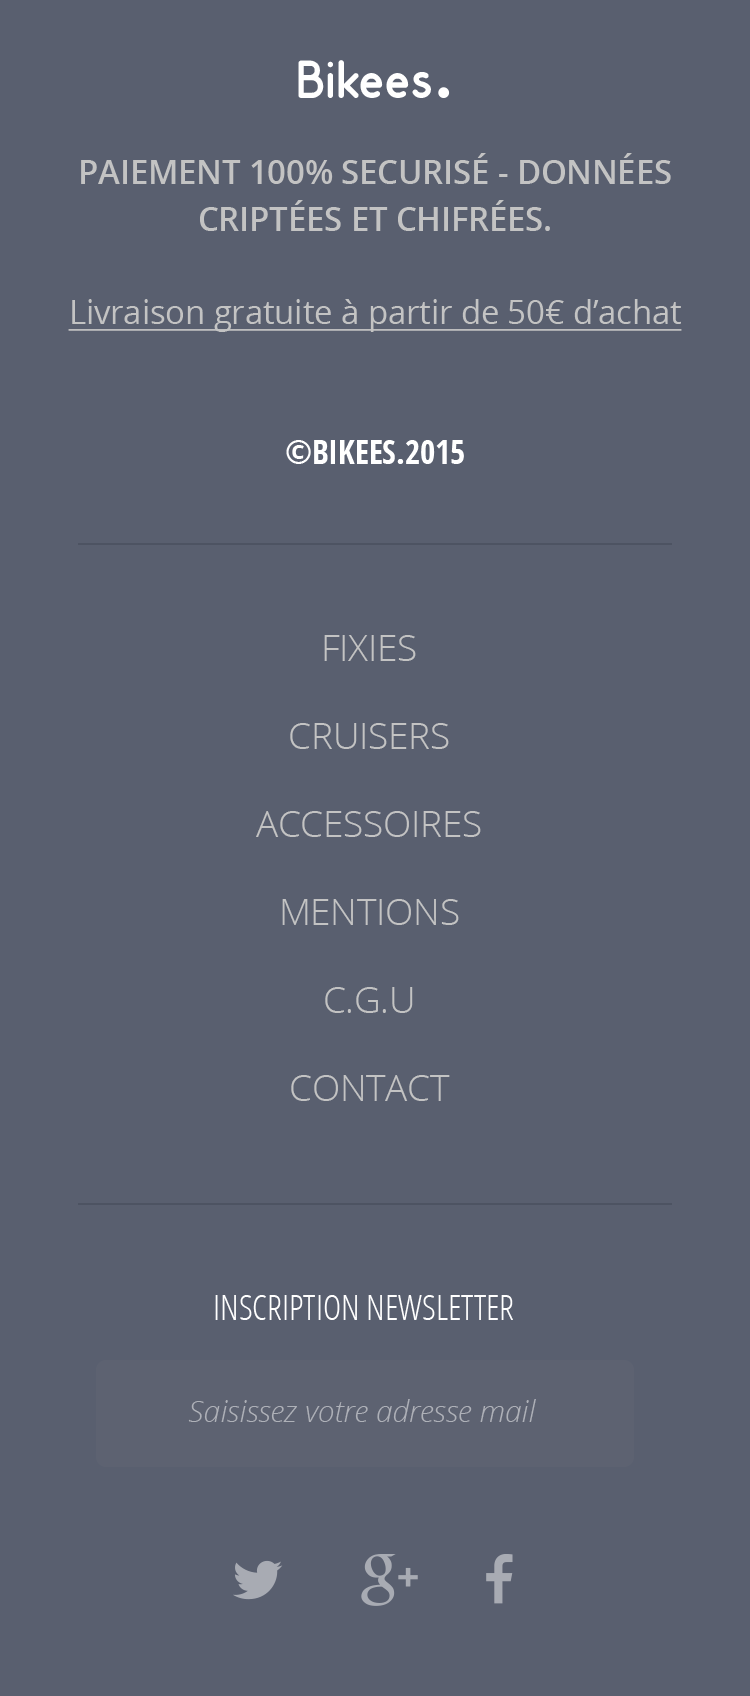 Bikees.
PAIEMENT 100% SECURISÉ - DONNÉES
CRIPTÉES ET CHIFRÉES.
Livraison gratuite à partir de 50€ d’achat
©BIKEES.2015
FIXIES
CRUISERS
ACCESSOIRES
MENTIONS
C.G.U
CONTACT
INSCRIPTION NEWSLETTER
Saisissez votre adresse mail